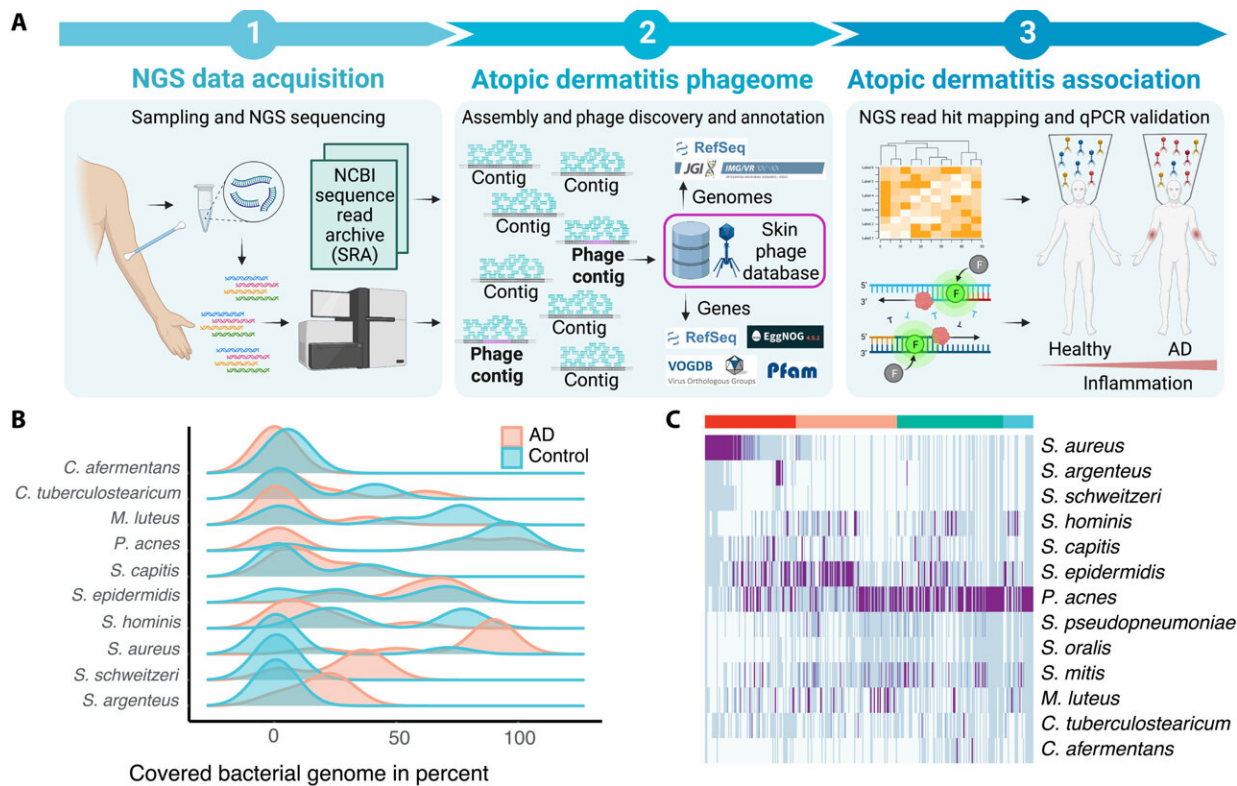 A
1
2
3
NGS data acquisition
Atopic dermatitis phageome
Atopic dermatitis association
Sampling and NGS sequencing
NCBI
sequence
read
archive
(SRA)
Assembly and phage discovery and annotation
Contig
Contig
Contig
Contig
Phage
contig
Contig
Contig
Phage
contig
Contig
RefSeq
JGI
IMG/VR
Genomes
Skin
phage
database
Genes
RefSeq
EggNOG 4.5.1
VOGDB
Virus Orthologous Groups
Pfam
NGS read hit mapping and qPCR validation
F
5'
F
3'
5'
3'
F
F
Healthy
AD
Inflammation
B
AD
Control
C. afermentans
C. tuberculostearicum
M. luteus
P. acnes
S. capitis
S. epidermidis
S. hominis
S. aureus
S. schweitzeri
S. argenteus
0
50
100
Covered bacterial genome in percent
C
S. aureus
S. argenteus
S. schweitzeri
S. hominis
S. capitis
S. epidermidis
P. acnes
S. pseudopneumoniae
S. oralis
S. mitis
M. luteus
C. tuberculostearicum
C. afermentans